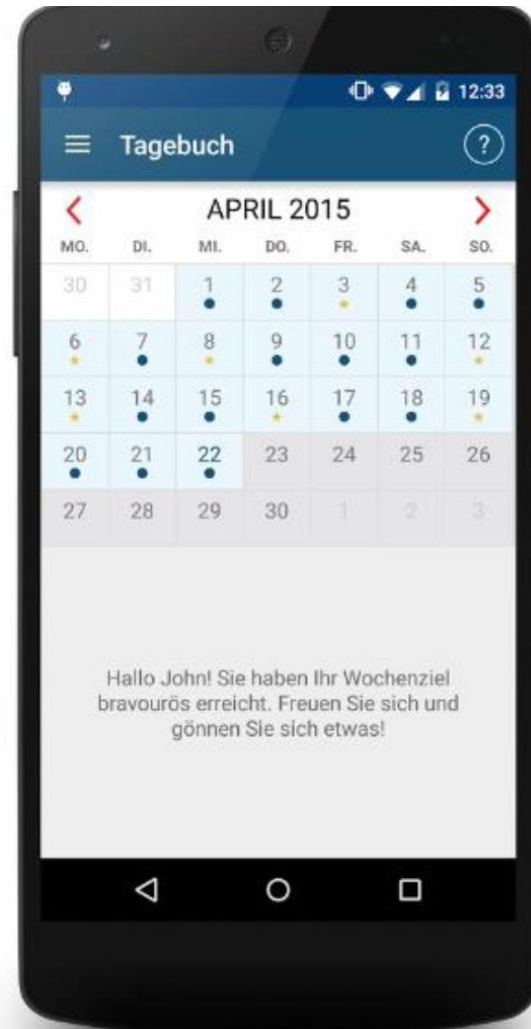 12:33
Tagebuch ?
APRIL 2015
MO. DI. MI. DO. FR. SA. SO.
30 31 1 2 3 4 5
6 7 8 9 10 11 12
13 14 15 16 17 18 19
20 21 22 23 24 25 26
27 28 29 30 1 2 3
Hallo John! Sie haben Ihr Wochenziel
bravourös erreicht. Freuen Sie sich und
gönnen Sie sich etwas!